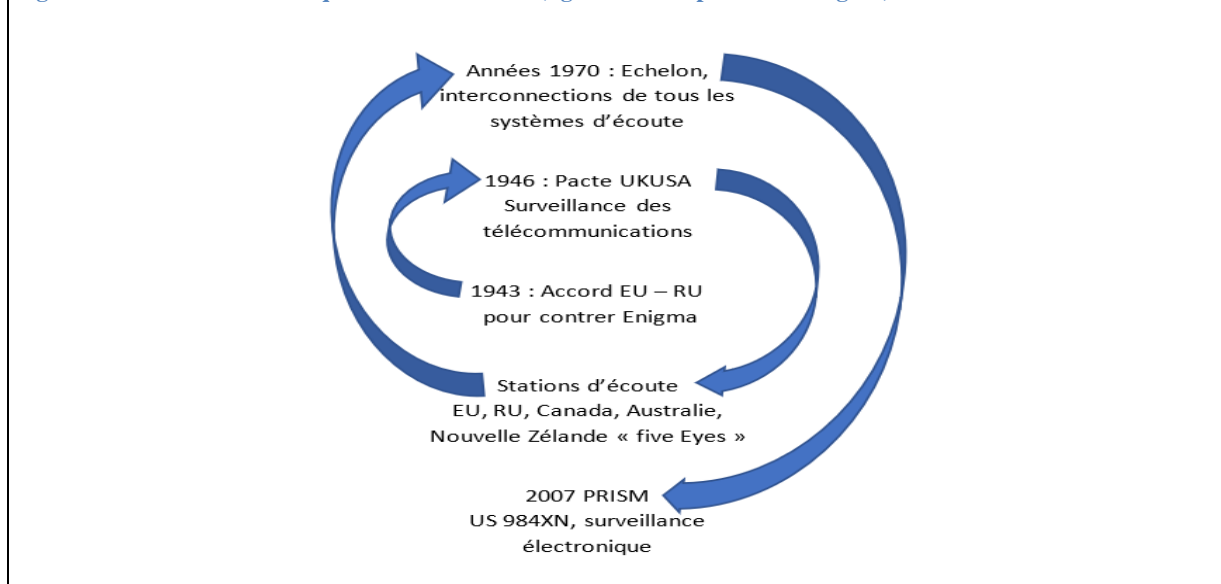 Années 1970 : Echelon,
interconnections de tous les
systèmes d'écoute
1946 : Pacte UKUSA
Surveillance des
télécommunications
1943 : Accord EU – RU
pour contrer Enigma
Stations d'écoute
EU, RU, Canada, Australie,
Nouvelle Zélande « five Eyes »
2007 PRISM
US 984XN, surveillance
électronique